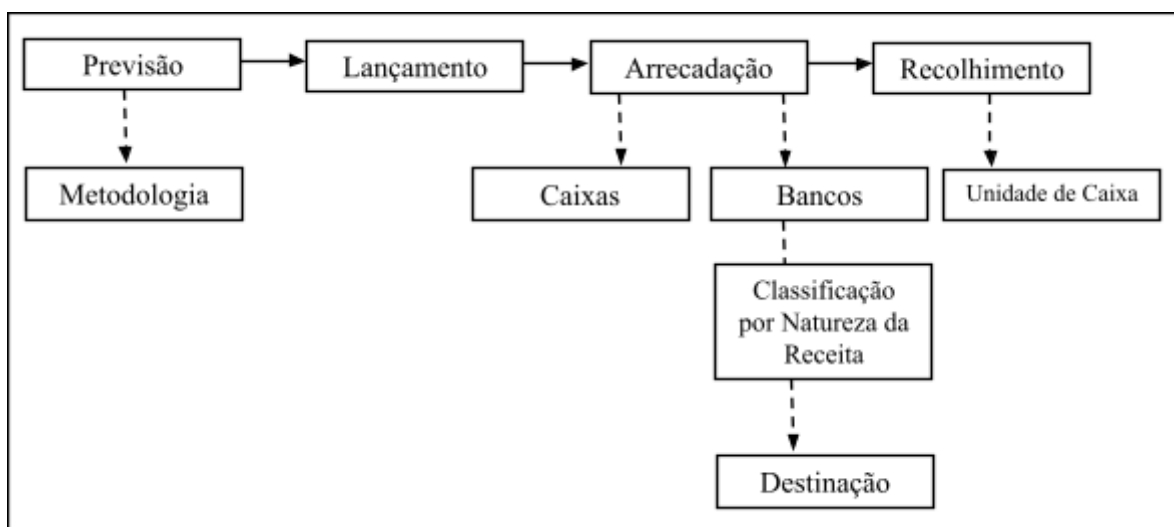 Previsão
Lançamento
Arrecadação
Recolhimento
Metodologia
Caixas
Bancos
Unidade de Caixa
Classificação
por Natureza da
Receita
Destinação